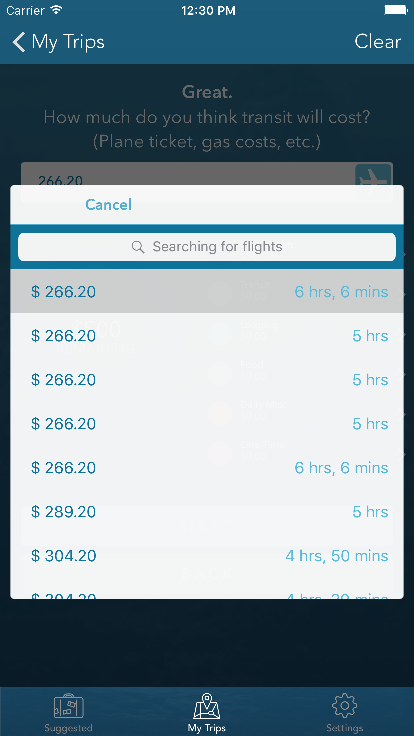 Carrier 12:30 PM
My Trips Clear
Great.
How much do you think transit will cost?
(Plane ticket, gas costs, etc.)
266.20
Cancel
Searching for flights
$ 266.20 6 hrs, 6 mins
$ 266.20 5 hrs
$ 266.20 5 hrs
$ 266.20 5 hrs
$ 266.20 6 hrs, 6 mins
$ 289.20 5 hrs
$ 304.20 4 hrs, 50 mins
$ 304.20
Suggested My Trips Settings